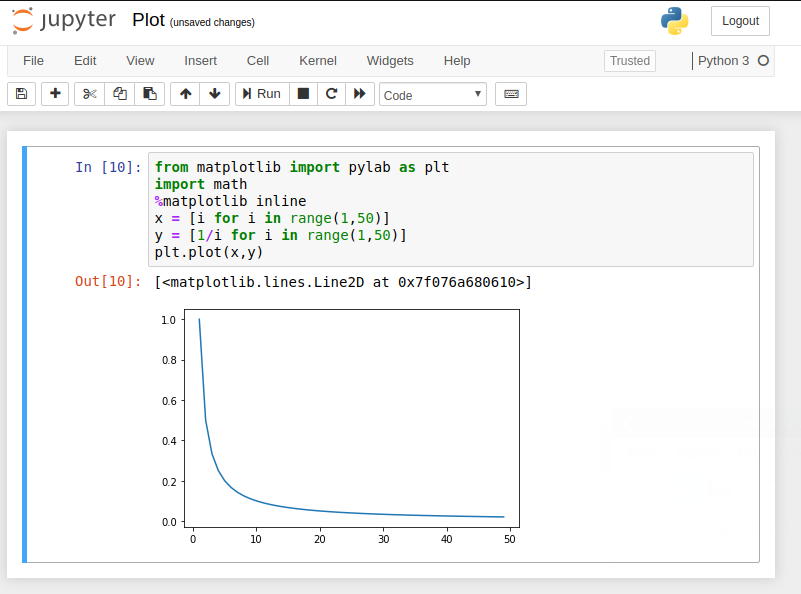 jupyter Plot (unsaved changes) Logout
File Edit View Insert Cell Kernel Widgets Help Trusted Python 3
Run Code
In [10]: from matplotlib import pylab as plt
import math
%matplotlib inline
x = [i for i in range(1,50)]
y = [1/i for i in range(1,50)]
plt.plot(x,y)
Out[10]: [<matplotlib.lines.Line2D at 0x7f076a680610>]
1.0
0.8
0.6
0.4
0.2
0.0
0 10 20 30 40 50